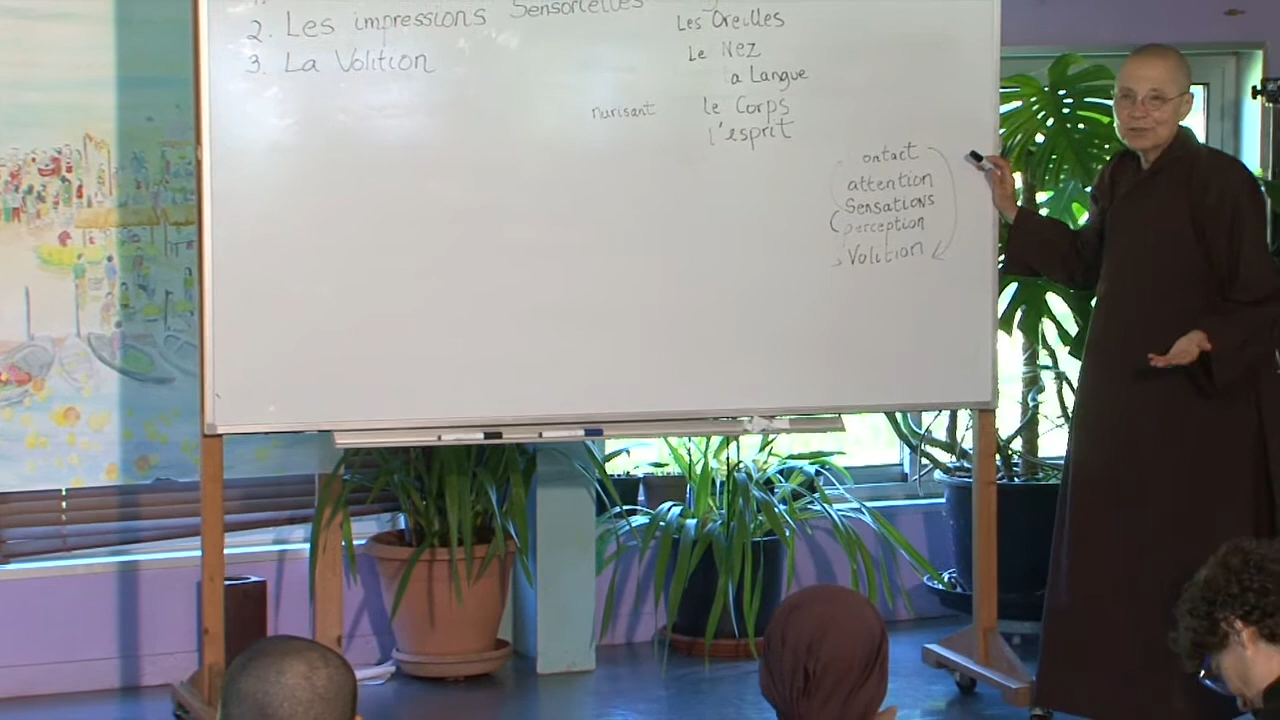 2. Les impressions Sensorielles
3. La Volition
Les Oreilles
Le Nez
a Langue
le Corps
l'esprit
nurisant
ontact
attention
Sensations
perception
Volition